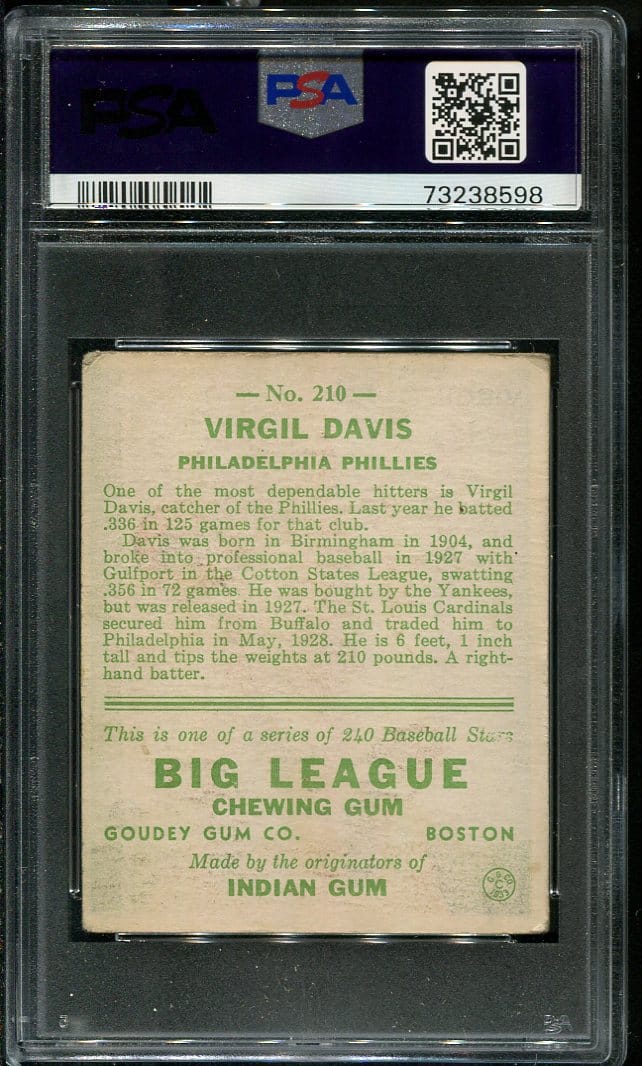 PSA
PSA
73238598
— No. 210 —
VIRGIL DAVIS
PHILADELPHIA PHILLIES
One of the most dependable hitters is Virgil
Davis, catcher of the Phillies. Last year he batted
.336 in 125 games for that club.
Davis was born in Birmingham in 1904, and
broke into professional baseball in 1927 with
Gulfport in the Cotton States League, swatting
.356 in 72 games. He was bought by the Yankees,
but was released in 1927. The St. Louis Cardinals
secured him from Buffalo and traded him to
Philadelphia in May, 1928. He is 6 feet, 1 inch
tall and tips the weights at 210 pounds. A right-
hand batter.
This is one of a series of 240 Baseball Stars
BIG LEAGUE
CHEWING GUM
GOUDEY GUM CO. BOSTON
Made by the originators of
INDIAN GUM
G.G.CO.
C
1933
PSA